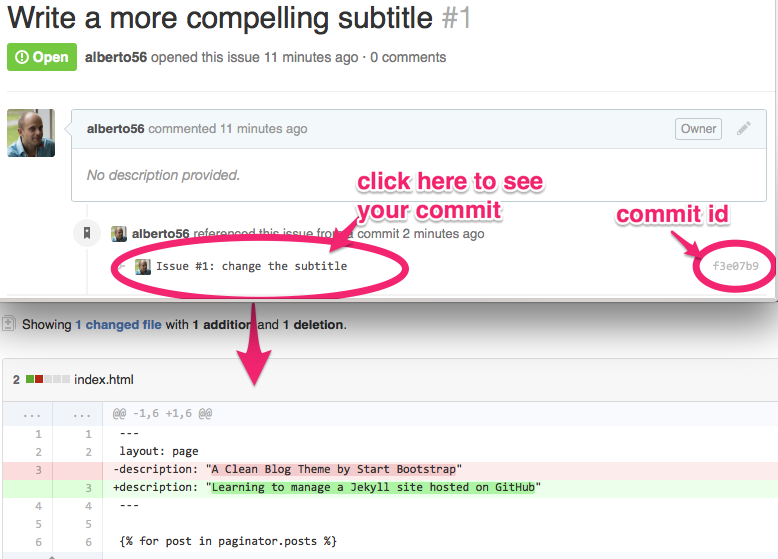 Write a more compelling subtitle #1
Open alberto56 opened this issue 11 minutes ago · 0 comments
alberto56 commented 11 minutes ago Owner
No description provided.
click here to see
your commit
commit id
alberto56 referenced this issue from a commit 2 minutes ago
Issue #1: change the subtitle f3e07b9
Showing 1 changed file with 1 addition and 1 deletion.
2 index.html
... ... @@ -1,6 +1,6 @@
1 1 ---
2 2 layout: page
3 -description: "A Clean Blog Theme by Start Bootstrap"
3 +description: "Learning to manage a Jekyll site hosted on GitHub"
4 4 ---
5 5
6 6 {% for post in paginator.posts %}